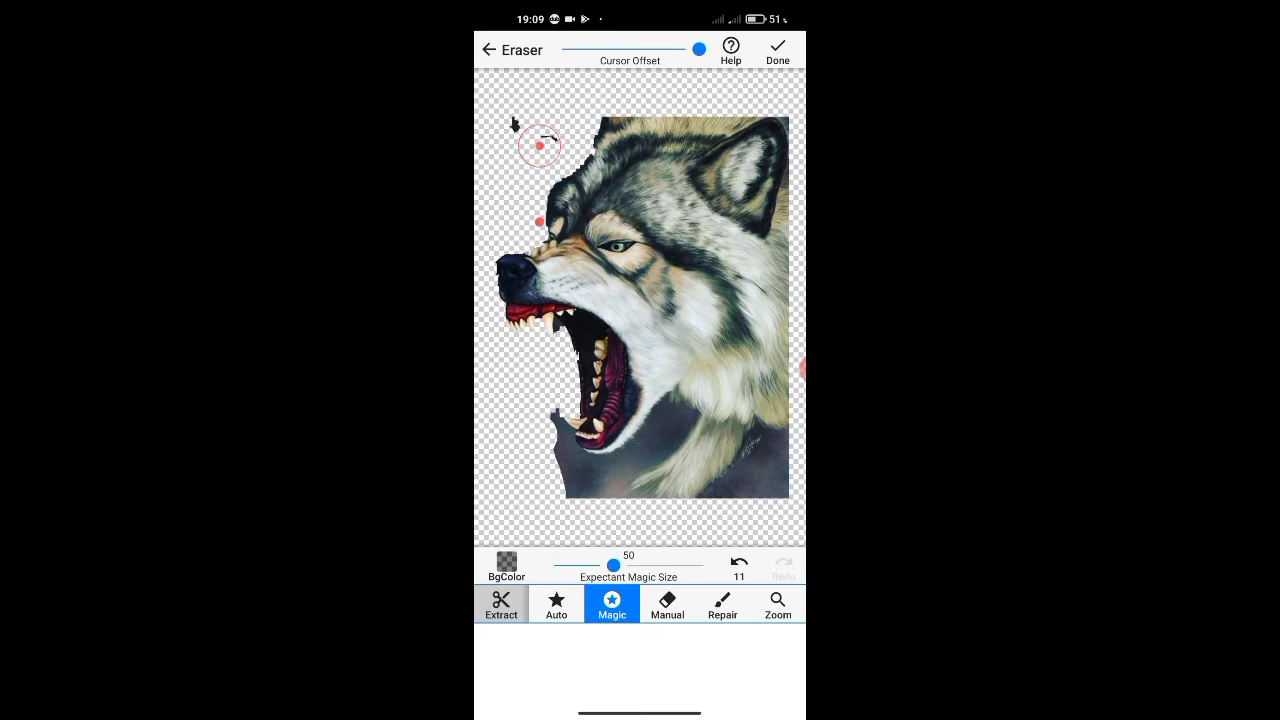 19:09
51
Eraser
Cursor Offset
Help
Done
50
BgColor
Expectant Magic Size
11
Redo
Extract
Auto
Magic
Manual
Repair
Zoom